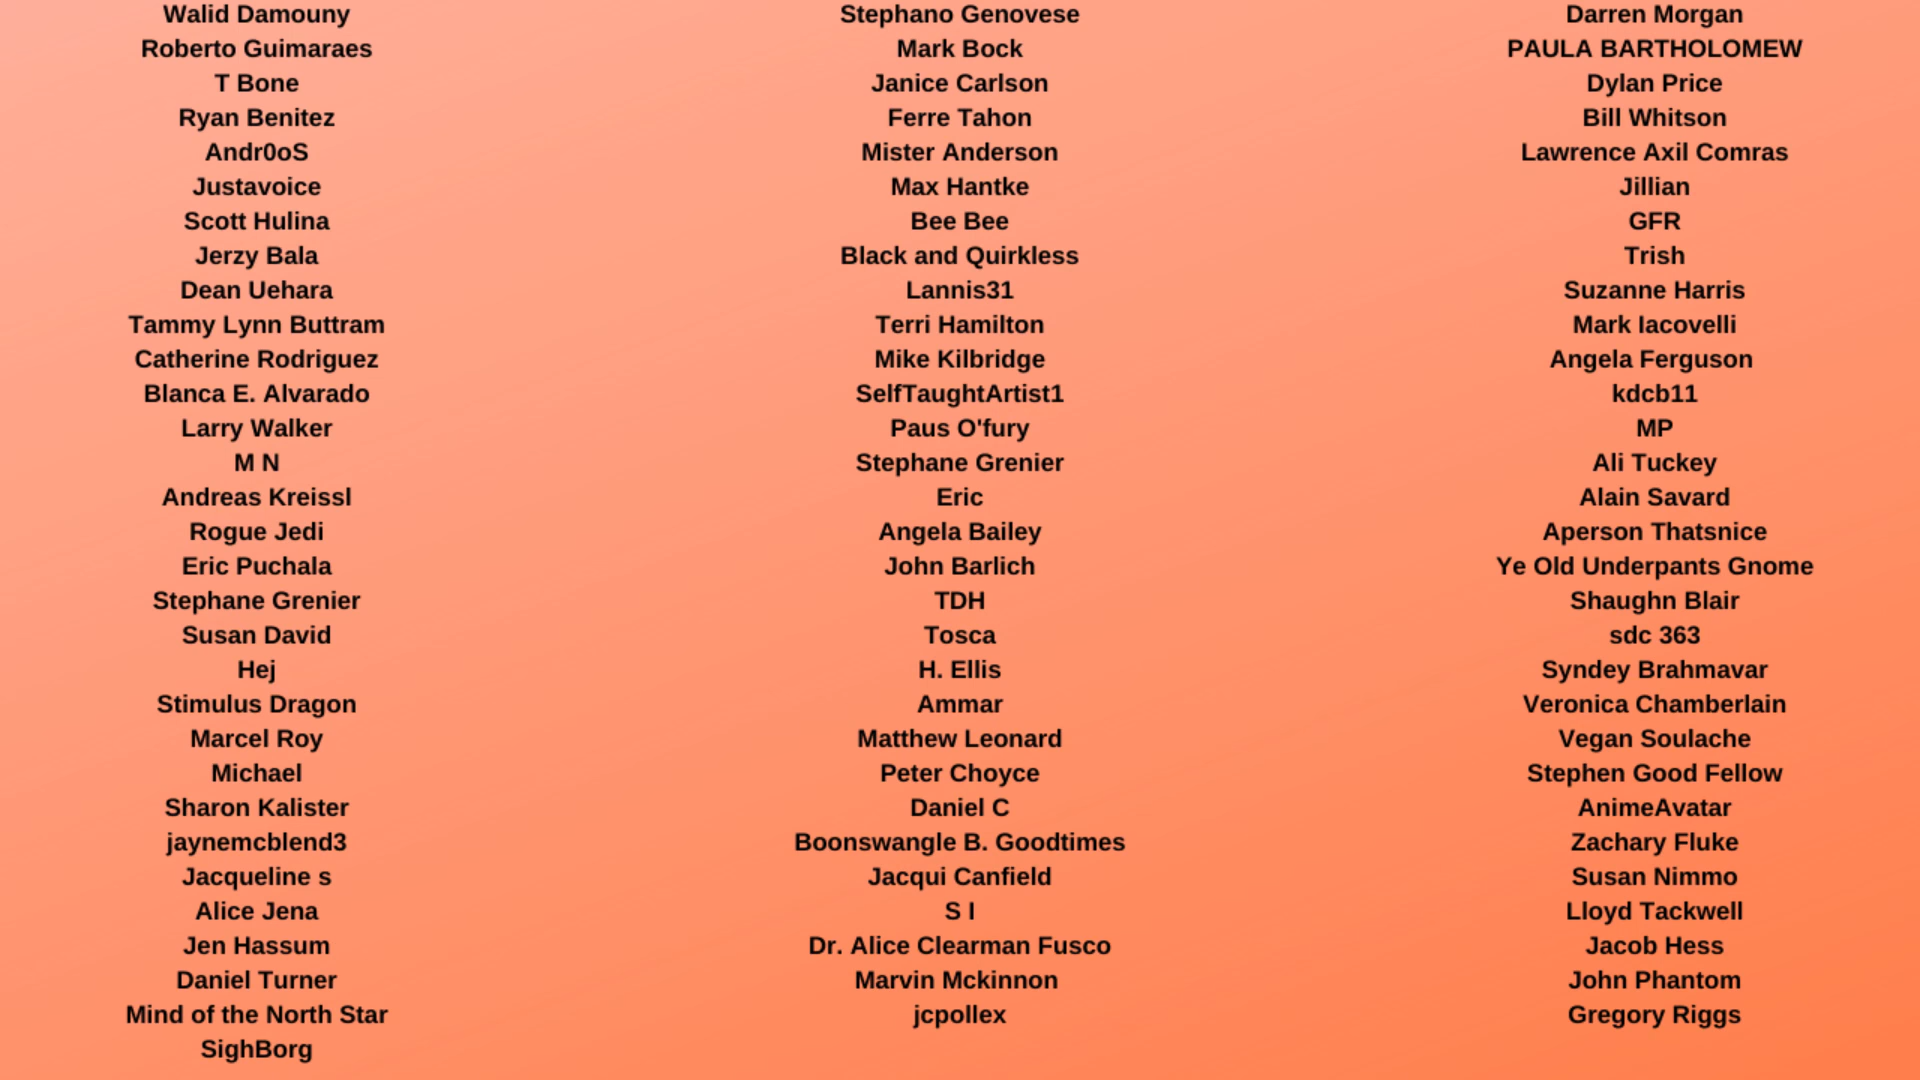 Walid Damouny
Roberto Guimaraes
T Bone
Ryan Benitez
Andr0oS
Justavoice
Scott Hulina
Jerzy Bala
Dean Uehara
Tammy Lynn Buttram
Catherine Rodriguez
Blanca E. Alvarado
Larry Walker
M N
Andreas Kreissl
Rogue Jedi
Eric Puchala
Stephane Grenier
Susan David
Hej
Stimulus Dragon
Marcel Roy
Michael
Sharon Kalister
jaynemcblend3
Jacqueline s
Alice Jena
Jen Hassum
Daniel Turner
Mind of the North Star
SighBorg
Stephano Genovese
Mark Bock
Janice Carlson
Ferre Tahon
Mister Anderson
Max Hantke
Bee Bee
Black and Quirkless
Lannis31
Terri Hamilton
Mike Kilbridge
SelfTaughtArtist1
Paus O'fury
Stephane Grenier
Eric
Angela Bailey
John Barlich
TDH
Tosca
H. Ellis
Ammar
Matthew Leonard
Peter Choyce
Daniel C
Boonswangle B. Goodtimes
Jacqui Canfield
S I
Dr. Alice Clearman Fusco
Marvin Mckinnon
jcpollex
Darren Morgan
PAULA BARTHOLOMEW
Dylan Price
Bill Whitson
Lawrence Axil Comras
Jillian
GFR
Trish
Suzanne Harris
Mark Iacovelli
Angela Ferguson
kdcb11
MP
Ali Tuckey
Alain Savard
Aperson Thatsnice
Ye Old Underpants Gnome
Shaughn Blair
sdc 363
Syndey Brahmavar
Veronica Chamberlain
Vegan Soulache
Stephen Good Fellow
AnimeAvatar
Zachary Fluke
Susan Nimmo
Lloyd Tackwell
Jacob Hess
John Phantom
Gregory Riggs